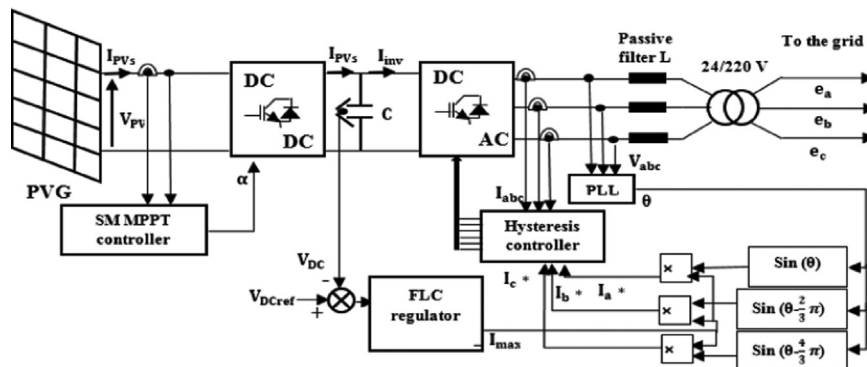 I_PVs
I_PVs
I_inv
Passive
filter L
24/220 V
To the grid
DC
DC
V_PV
C
DC
AC
e_a
e_b
e_c
PVG
α
V_abc
I_abc
PLL
θ
SM MPPT
controller
Hysteresis
controller
V_DC
I_c *
I_b *
I_a *
×
Sin (θ)
V_DCref
−
+
FLC
regulator
I_max
×
Sin (θ-2/3 π)
×
Sin (θ-4/3 π)